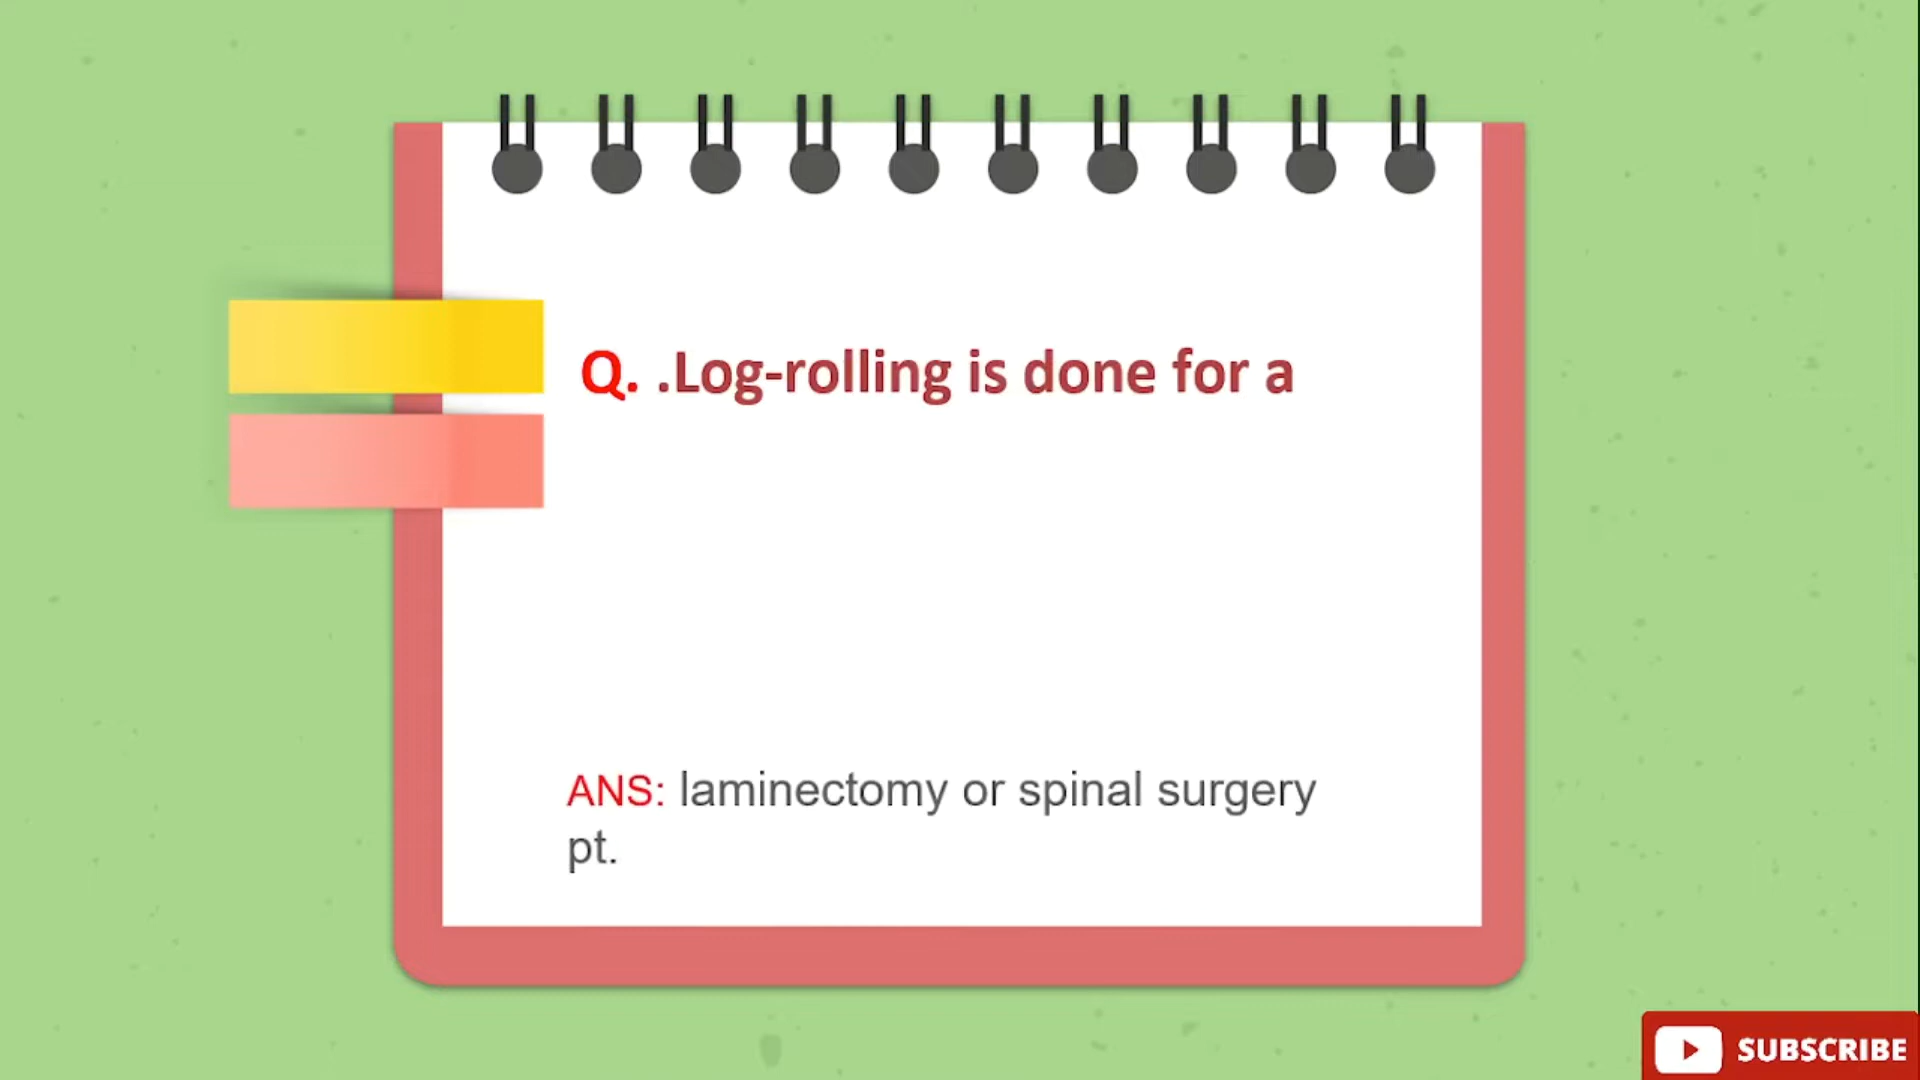 Q. .Log-rolling is done for a
ANS: laminectomy or spinal surgery
pt.
SUBSCRIBE